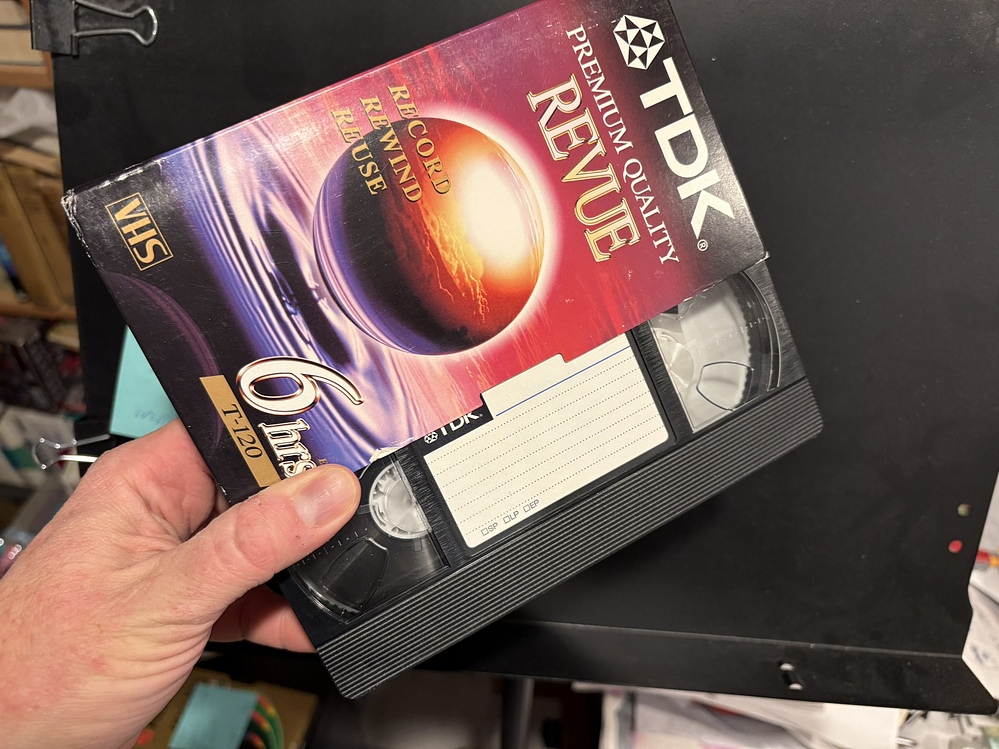 TDK®
PREMIUM QUALITY
REVUE
RECORD
REWIND
REUSE
VHS
6 hrs
T-120
TDK
□SP □LP □EP